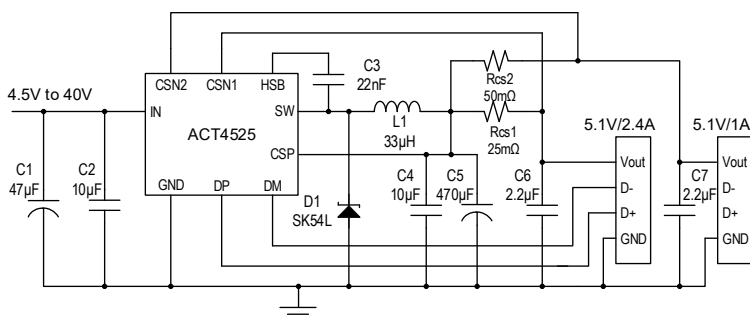 CSN2 CSN1 HSB
C3
22nF
Rcs2
50mΩ
4.5V to 40V
IN
SW
ACT4525
L1
33µH
Rcs1
25mΩ
5.1V/2.4A
5.1V/1A
CSP
C1
47µF
C2
10µF
GND DP DM
D1
SK54L
C4
10µF
C5
470µF
C6
2.2µF
Vout
D-
D+
GND
C7
2.2µF
Vout
D-
D+
GND